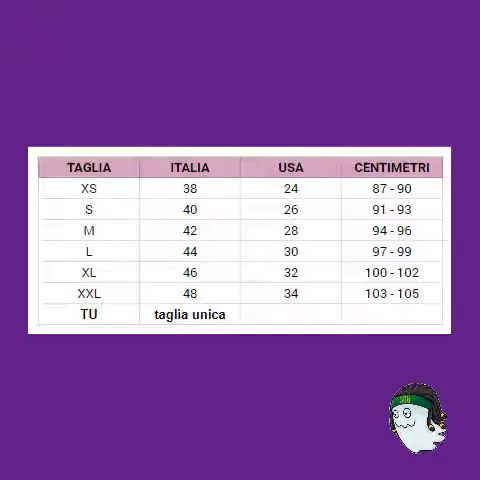 TAGLIA ITALIA USA CENTIMETRI
XS 38 24 87 - 90
S 40 26 91 - 93
M 42 28 94 - 96
L 44 30 97 - 99
XL 46 32 100 - 102
XXL 48 34 103 - 105
TU taglia unica